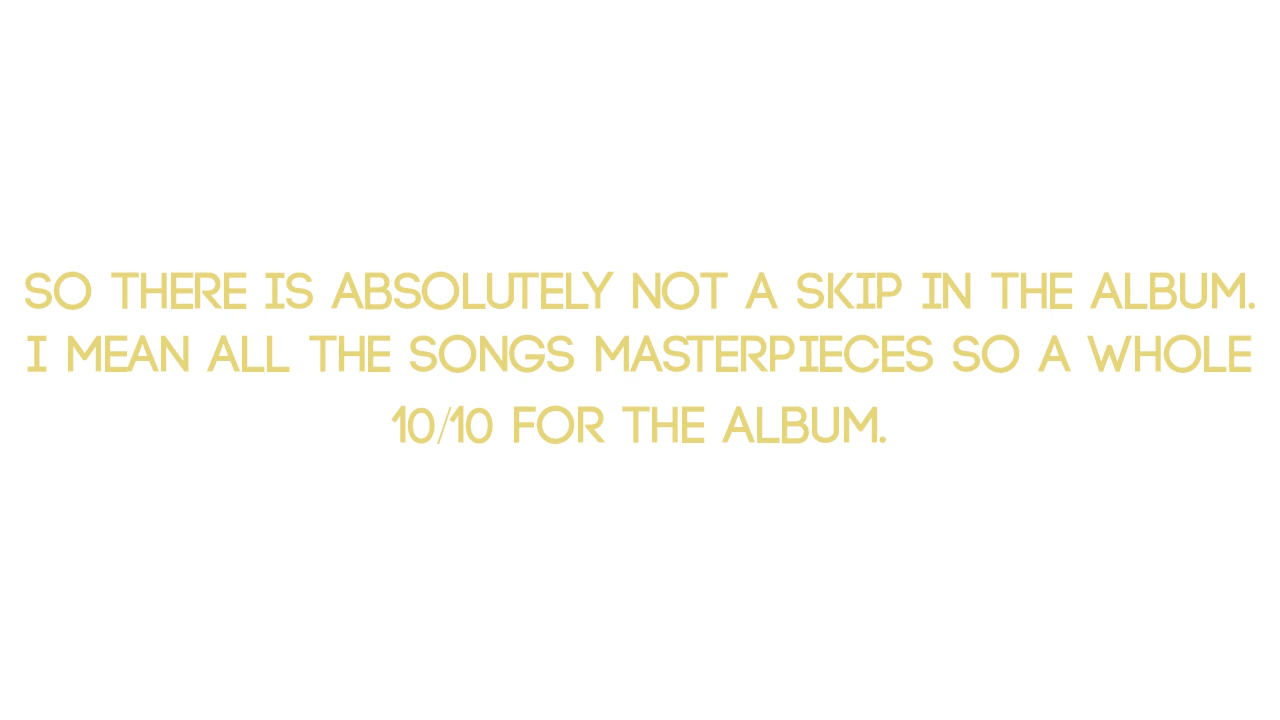 SO THERE IS ABSOLUTELY NOT A SKIP IN THE ALBUM.
I MEAN ALL THE SONGS MASTERPIECES SO A WHOLE
10/10 FOR THE ALBUM.